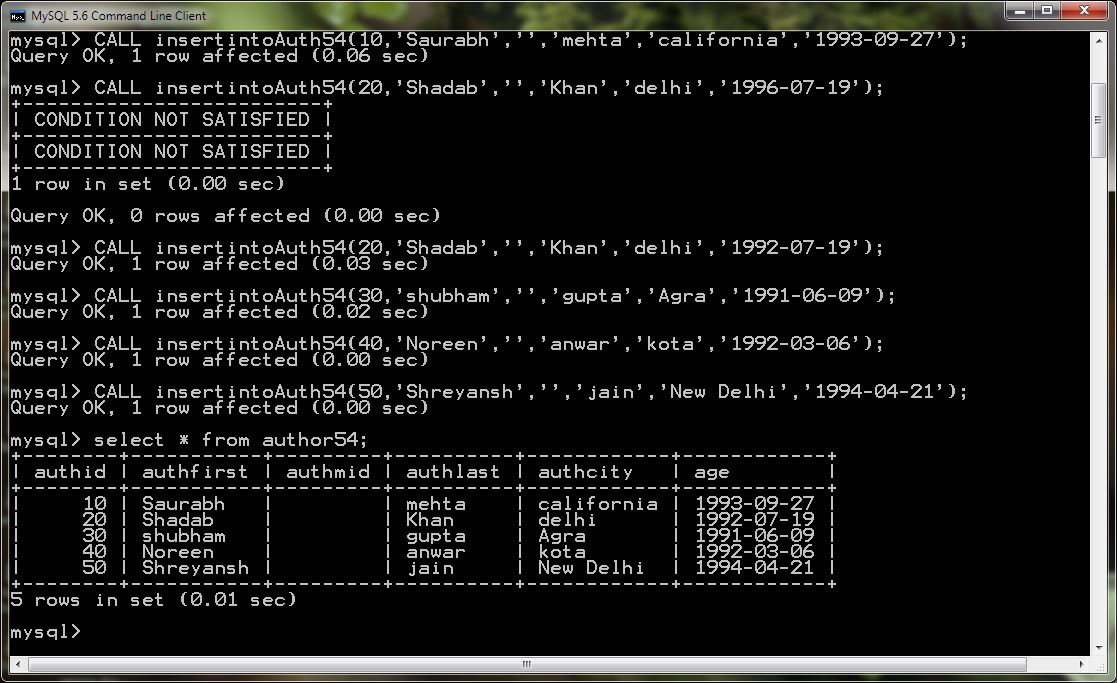 MySQL 5.6 Command Line Client
mysql> CALL insertintoAuth54(10,'Saurabh','','mehta','california','1993-09-27');
Query OK, 1 row affected (0.06 sec)
mysql> CALL insertintoAuth54(20,'Shadab','','Khan','delhi','1996-07-19');
+-------------------------+
| CONDITION NOT SATISFIED |
+-------------------------+
| CONDITION NOT SATISFIED |
+-------------------------+
1 row in set (0.00 sec)
Query OK, 0 rows affected (0.00 sec)
mysql> CALL insertintoAuth54(20,'Shadab','','Khan','delhi','1992-07-19');
Query OK, 1 row affected (0.03 sec)
mysql> CALL insertintoAuth54(30,'shubham','','gupta','Agra','1991-06-09');
Query OK, 1 row affected (0.02 sec)
mysql> CALL insertintoAuth54(40,'Noreen','','anwar','kota','1992-03-06');
Query OK, 1 row affected (0.00 sec)
mysql> CALL insertintoAuth54(50,'Shreyansh','','jain','New Delhi','1994-04-21');
Query OK, 1 row affected (0.00 sec)
mysql> select * from author54;
+--------+-----------+---------+----------+------------+------------+
| authid | authfirst | authmid | authlast | authcity   | age        |
+--------+-----------+---------+----------+------------+------------+
|     10 | Saurabh   |         | mehta    | california | 1993-09-27 |
|     20 | Shadab    |         | Khan     | delhi      | 1992-07-19 |
|     30 | shubham   |         | gupta    | Agra       | 1991-06-09 |
|     40 | Noreen    |         | anwar    | kota       | 1992-03-06 |
|     50 | Shreyansh |         | jain     | New Delhi  | 1994-04-21 |
+--------+-----------+---------+----------+------------+------------+
5 rows in set (0.01 sec)
mysql>